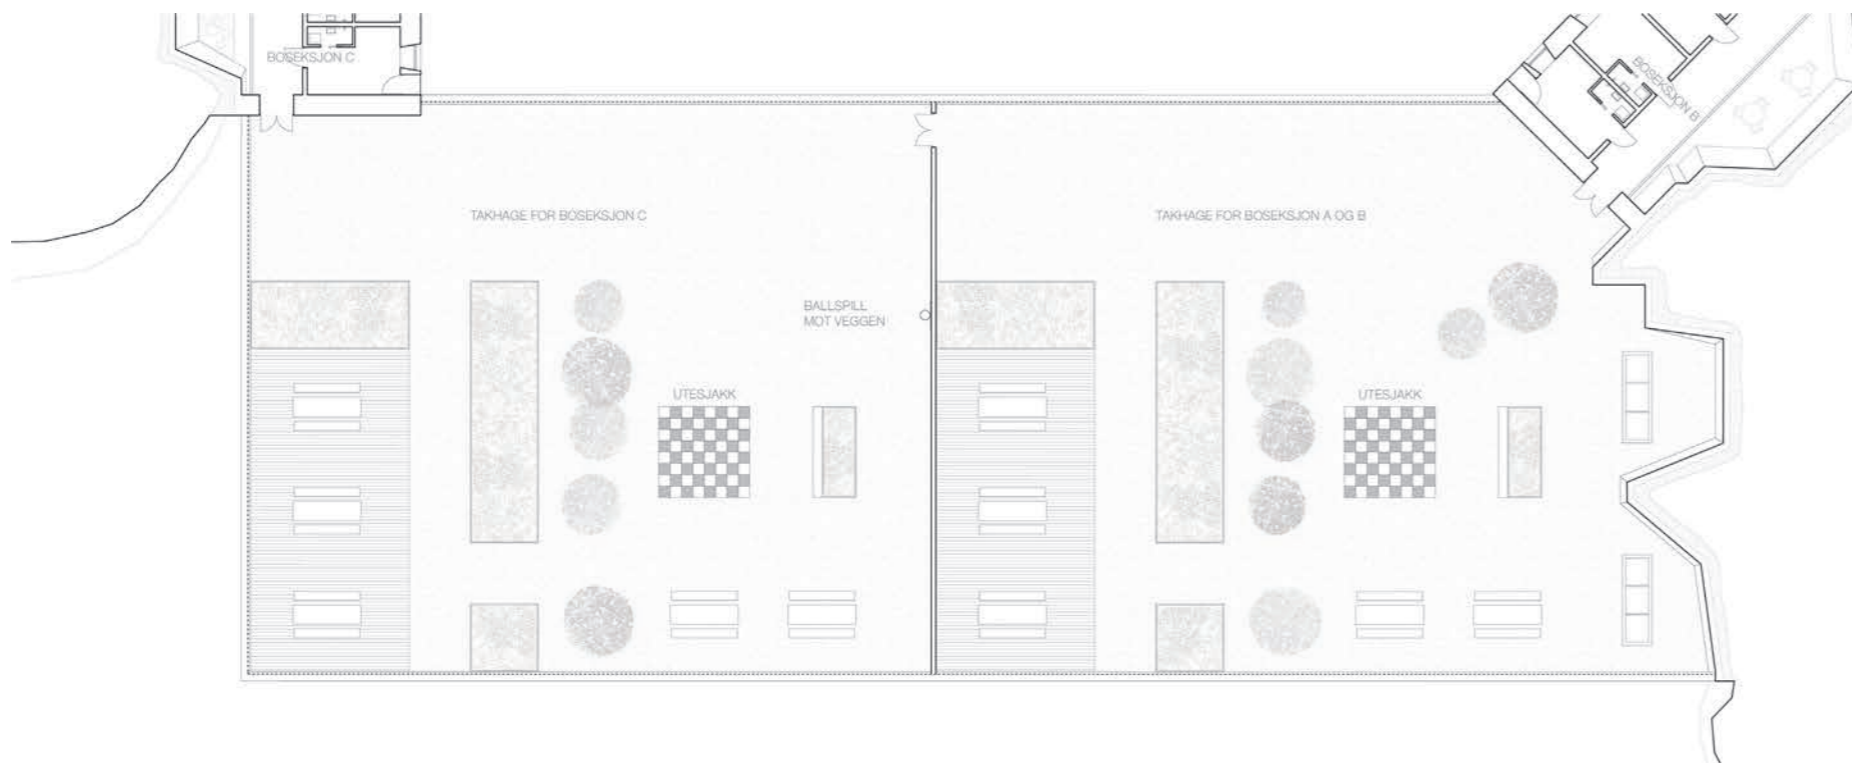 BOSEKSJON C
BOSEKSJON B
TAKHAGE FOR BOSEKSJON C
TAKHAGE FOR BOSEKSJON A OG B
BALLSPILL
MOT VEGGEN
UTESJAKK
UTESJAKK